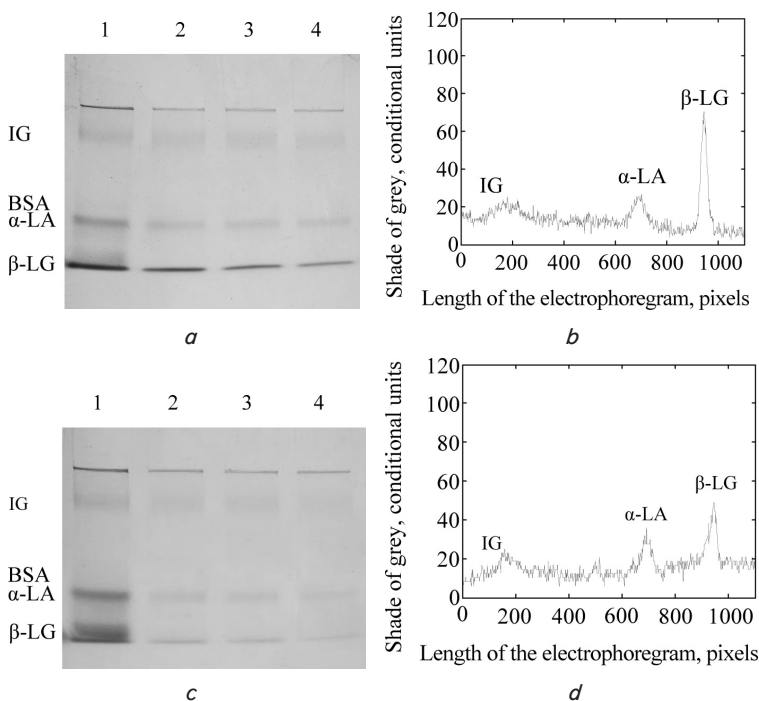 1 2 3 4
IG
BSA
α-LA
β-LG
a
Shade of grey, conditional units
120
100
80
60
40
20
0
β-LG
α-LA
IG
0 200 400 600 800 1000
Length of the electrophoregram, pixels
b
1 2 3 4
IG
BSA
α-LA
β-LG
c
Shade of grey, conditional units
120
100
80
60
40
20
0
β-LG
α-LA
IG
0 200 400 600 800 1000
Length of the electrophoregram, pixels
d